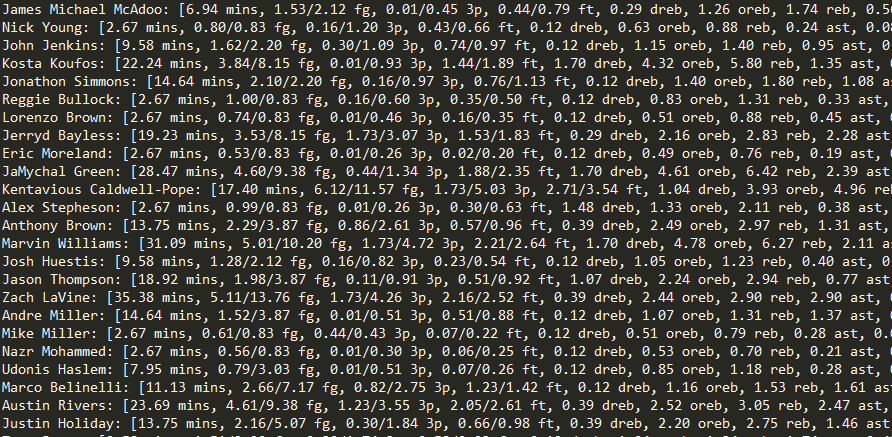 James Michael McAdoo: [6.94 mins, 1.53/2.12 fg, 0.01/0.45 3p, 0.44/0.79 ft, 0.29 dreb, 1.26 oreb, 1.74 reb,
Nick Young: [2.67 mins, 0.80/0.83 fg, 0.16/1.20 3p, 0.43/0.66 ft, 0.12 dreb, 0.63 oreb, 0.88 reb, 0.24 ast,
John Jenkins: [9.58 mins, 1.62/2.20 fg, 0.30/1.09 3p, 0.74/0.97 ft, 0.12 dreb, 1.15 oreb, 1.40 reb, 0.95 ast,
Kosta Koufos: [22.24 mins, 3.84/8.15 fg, 0.01/0.93 3p, 1.44/1.89 ft, 1.70 dreb, 4.32 oreb, 5.80 reb, 1.35 ast,
Jonathon Simmons: [14.64 mins, 2.10/2.20 fg, 0.16/0.97 3p, 0.76/1.13 ft, 0.12 dreb, 1.40 oreb, 1.80 reb, 1.08
Reggie Bullock: [2.67 mins, 1.00/0.83 fg, 0.16/0.60 3p, 0.35/0.50 ft, 0.12 dreb, 0.83 oreb, 1.31 reb, 0.33 ast,
Lorenzo Brown: [2.67 mins, 0.74/0.83 fg, 0.01/0.46 3p, 0.16/0.35 ft, 0.12 dreb, 0.51 oreb, 0.88 reb, 0.45 ast,
Jerryd Bayless: [19.23 mins, 3.53/8.15 fg, 1.73/3.07 3p, 1.53/1.83 ft, 0.29 dreb, 2.16 oreb, 2.83 reb, 2.28 ast
Eric Moreland: [2.67 mins, 0.53/0.83 fg, 0.01/0.26 3p, 0.02/0.20 ft, 0.12 dreb, 0.49 oreb, 0.76 reb, 0.19 ast,
JaMychal Green: [28.47 mins, 4.60/9.38 fg, 0.44/1.34 3p, 1.88/2.35 ft, 1.70 dreb, 4.61 oreb, 6.42 reb, 2.39 ast
Kentavious Caldwell-Pope: [17.40 mins, 6.12/11.57 fg, 1.73/5.03 3p, 2.71/3.54 ft, 1.04 dreb, 3.93 oreb, 4.96 reb
Alex Stepheson: [2.67 mins, 0.99/0.83 fg, 0.01/0.26 3p, 0.30/0.63 ft, 1.48 dreb, 1.33 oreb, 2.11 reb, 0.38 ast,
Anthony Brown: [13.75 mins, 2.29/3.87 fg, 0.86/2.61 3p, 0.57/0.96 ft, 0.39 dreb, 2.49 oreb, 2.97 reb, 1.31 ast,
Marvin Williams: [31.09 mins, 5.01/10.20 fg, 1.73/4.72 3p, 2.21/2.64 ft, 1.70 dreb, 4.78 oreb, 6.27 reb, 2.11 as
Josh Huestis: [9.58 mins, 1.28/2.12 fg, 0.16/0.82 3p, 0.23/0.54 ft, 0.12 dreb, 1.05 oreb, 1.23 reb, 0.40 ast,
Jason Thompson: [18.92 mins, 1.98/3.87 fg, 0.11/0.91 3p, 0.51/0.92 ft, 1.07 dreb, 2.24 oreb, 2.94 reb, 0.77
Zach LaVine: [35.38 mins, 5.11/13.76 fg, 1.73/4.26 3p, 2.16/2.52 ft, 0.39 dreb, 2.44 oreb, 2.90 reb, 2.90 ast,
Andre Miller: [14.64 mins, 1.52/3.87 fg, 0.01/0.51 3p, 0.51/0.88 ft, 0.12 dreb, 1.07 oreb, 1.31 reb, 1.37 ast,
Mike Miller: [2.67 mins, 0.61/0.83 fg, 0.44/0.43 3p, 0.07/0.22 ft, 0.12 dreb, 0.51 oreb, 0.79 reb, 0.28 ast,
Nazr Mohammed: [2.67 mins, 0.56/0.83 fg, 0.01/0.30 3p, 0.06/0.25 ft, 0.12 dreb, 0.53 oreb, 0.70 reb, 0.21 ast,
Udonis Haslem: [7.95 mins, 0.79/3.03 fg, 0.01/0.51 3p, 0.07/0.26 ft, 0.12 dreb, 0.85 oreb, 1.18 reb, 0.28 ast,
Marco Belinelli: [11.13 mins, 2.66/7.17 fg, 0.82/2.75 3p, 1.23/1.42 ft, 0.12 dreb, 1.16 oreb, 1.53 reb, 1.61 ast
Austin Rivers: [23.69 mins, 4.61/9.38 fg, 1.23/3.55 3p, 2.05/2.61 ft, 0.39 dreb, 2.52 oreb, 3.05 reb, 2.47 ast,
Justin Holiday: [13.75 mins, 2.16/5.07 fg, 0.30/1.84 3p, 0.66/0.98 ft, 0.39 dreb, 2.20 oreb, 2.75 reb, 1.46 ast